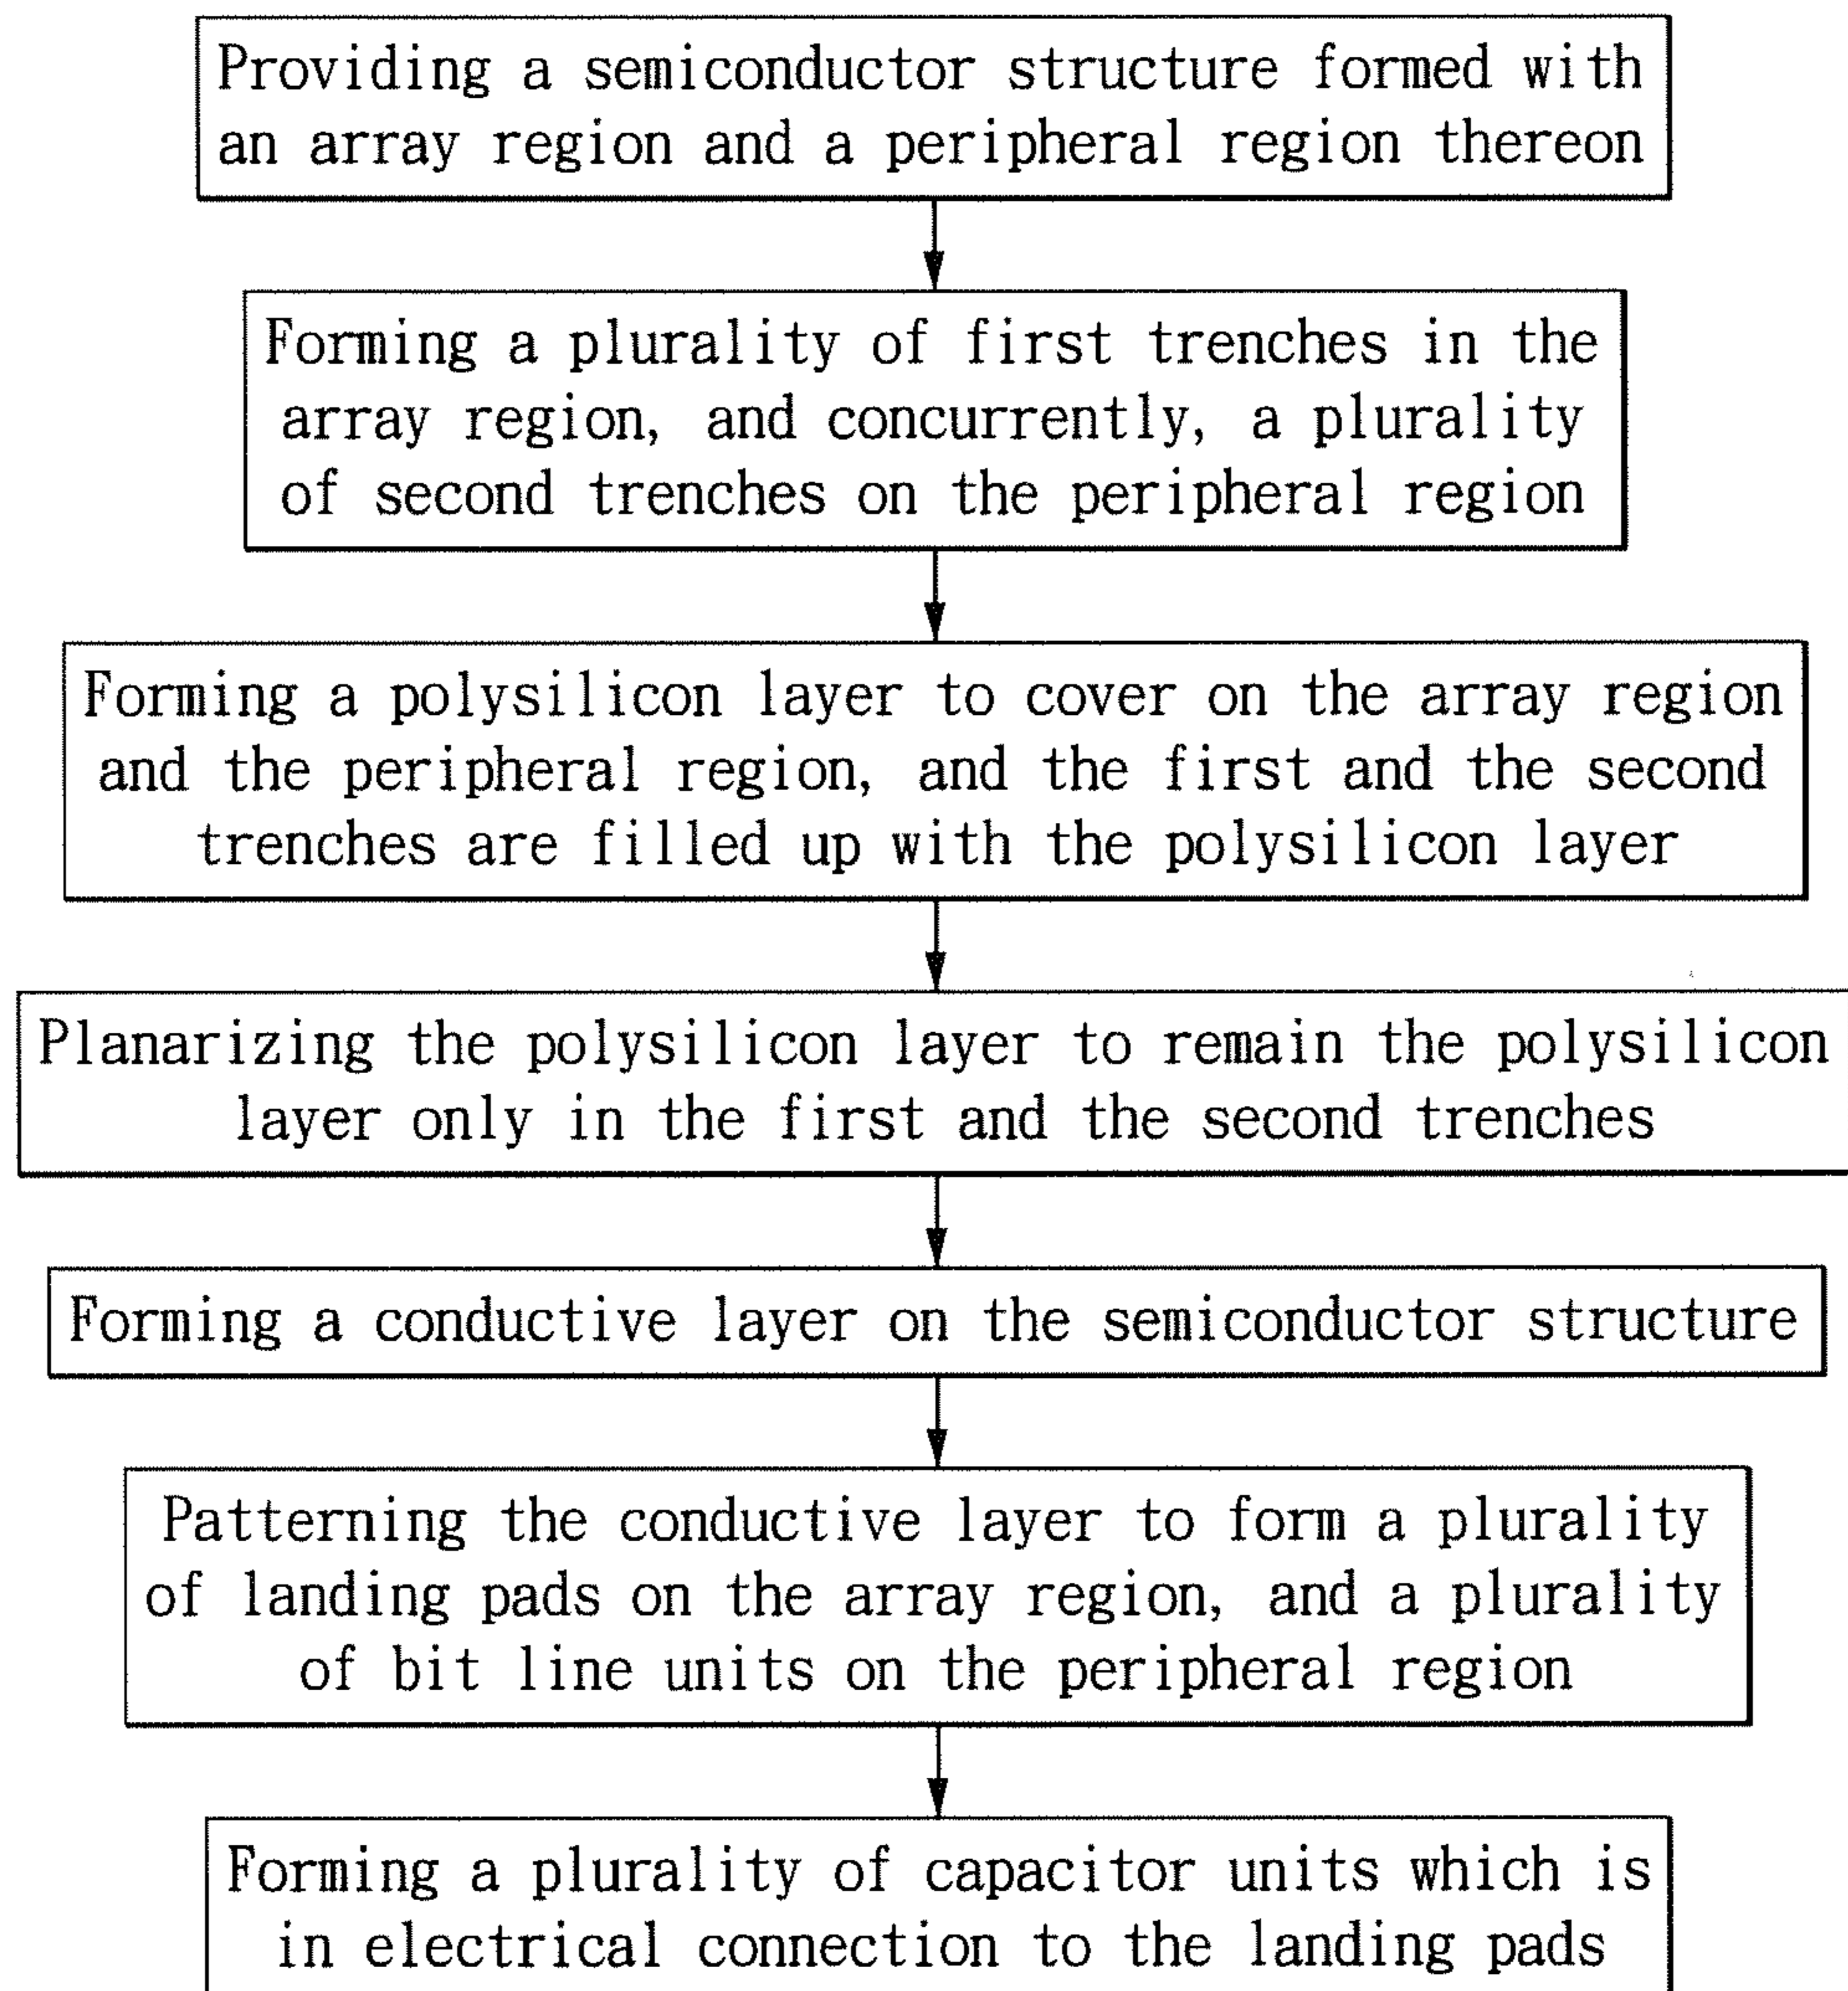 Providing a semiconductor structure formed with
an array region and a peripheral region thereon
Forming a plurality of first trenches in the
array region, and concurrently, a plurality
of second trenches on the peripheral region
Forming a polysilicon layer to cover on the array region
and the peripheral region, and the first and the second
trenches are filled up with the polysilicon layer
Planarizing the polysilicon layer to remain the polysilicon
layer only in the first and the second trenches
Forming a conductive layer on the semiconductor structure
Patterning the conductive layer to form a plurality
of landing pads on the array region, and a plurality
of bit line units on the peripheral region
Forming a plurality of capacitor units which is
in electrical connection to the landing pads